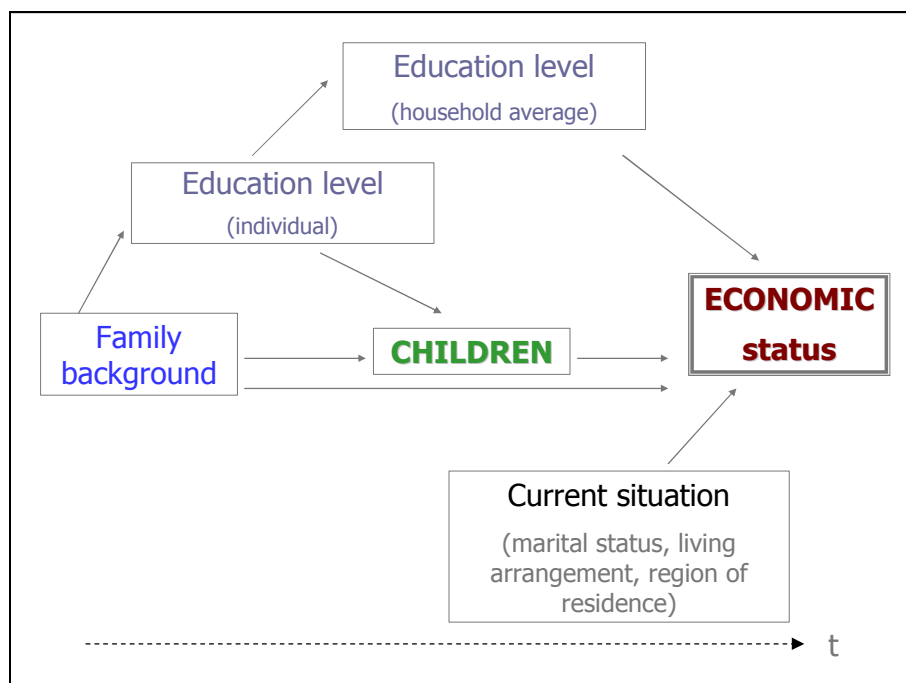 Education level
(household average)
Education level
(individual)
Family
background
CHILDREN
ECONOMIC
status
Current situation
(marital status, living
arrangement, region of
residence)
t